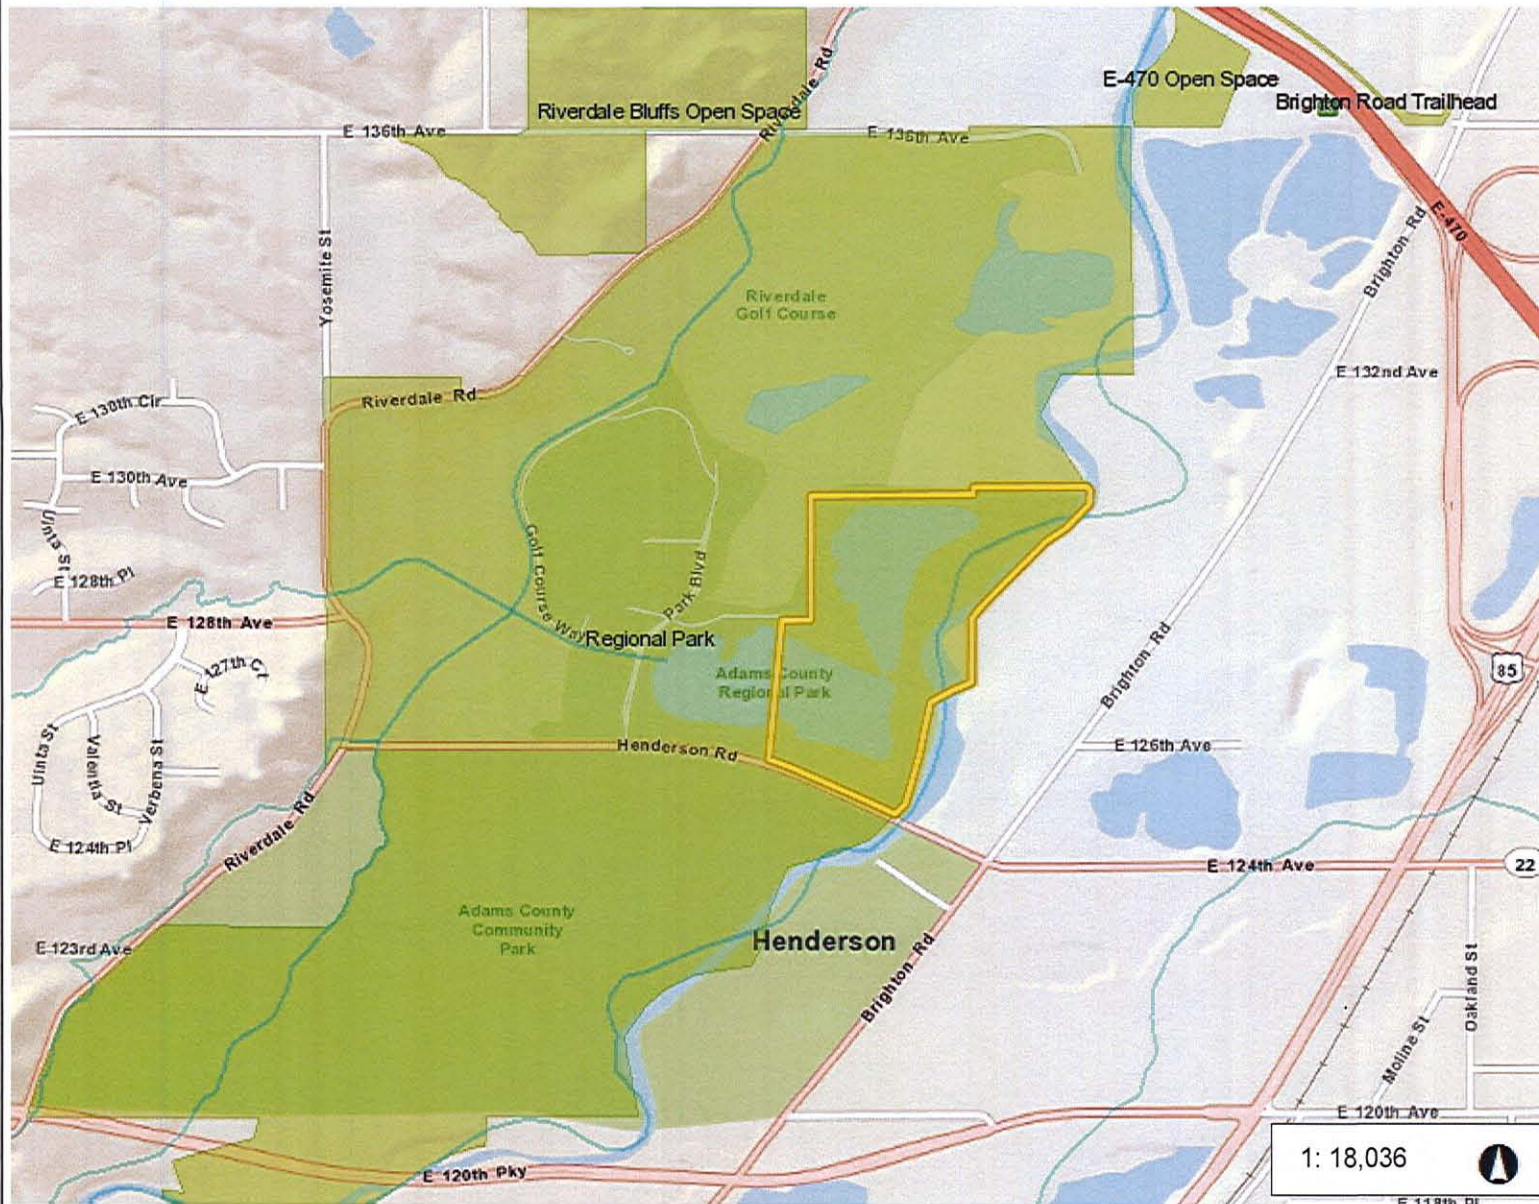 E-470 Open Space
Brighton Road Trailhead
Riverdale Bluffs Open Space
Riverdale Rd
E 136th Ave
E 136th Ave
Yosemite St
E-470
Brighton Rd
Riverdale
Golf Course
E 132nd Ave
Riverdale Rd
E 130th Cir
E 130th Ave
Uinta St
E 128th Pl
E 128th Ave
Golf Course Way
Park Blvd
Regional Park
Adams County
Regional Park
E 127th Ct
Brighton Rd
85
Uinta St
Valentia St
Verbena St
Henderson Rd
E 126th Ave
E 124th Pl
Riverdale Rd
E 124th Ave
22
Adams County
Community
Park
E 123rd Ave
Henderson
Brighton Rd
Oakland St
Moline St
E 120th Ave
E 120th Pky
1: 18,036
E 118th Pl